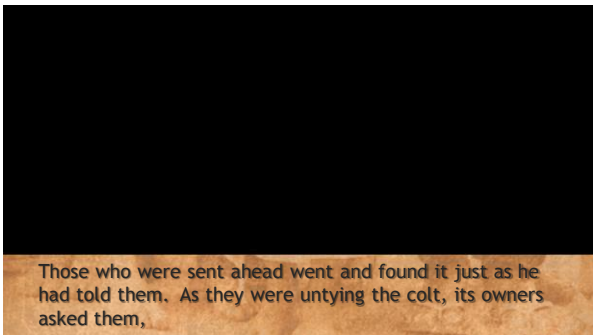 Those who were sent ahead went and found it just as he
had told them.  As they were untying the colt, its owners
asked them,